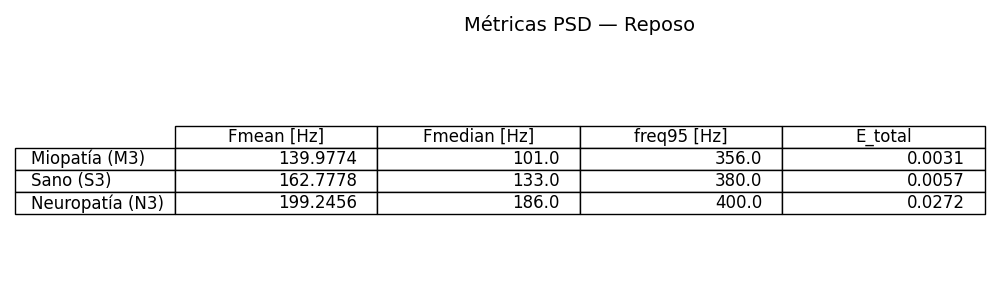 Métricas PSD — Reposo
Fmean [Hz] Fmedian [Hz] freq95 [Hz] E_total
Miopatía (M3) 139.9774 101.0 356.0 0.0031
Sano (S3) 162.7778 133.0 380.0 0.0057
Neuropatía (N3) 199.2456 186.0 400.0 0.0272